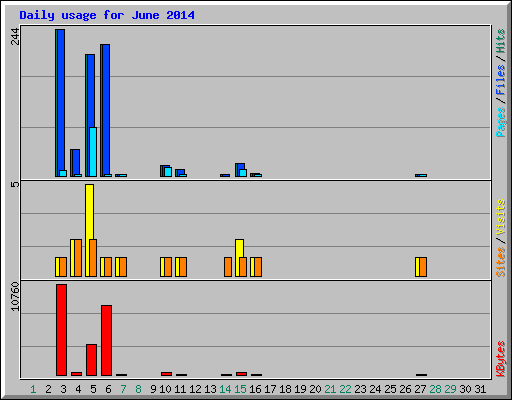 Daily usage for June 2014
244
Pages / Files / Hits
5
Sites / Visits
10760
KBytes
1 2 3 4 5 6 7 8 9 10 11 12 13 14 15 16 17 18 19 20 21 22 23 24 25 26 27 28 29 30 31